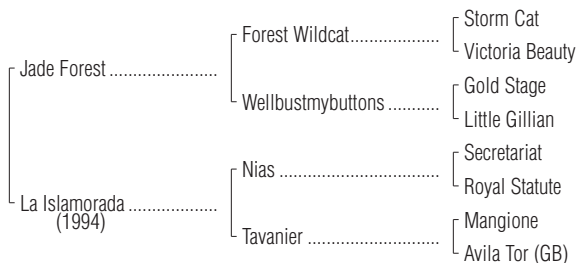 Storm Cat
Forest Wildcat....................
Victoria Beauty
Jade Forest ........................
Gold Stage
Wellbustmybuttons ...........
Little Gillian
Secretariat
Nias ...................................
Royal Statute
La Islamorada ....................
(1994)
Mangione
Tavanier .............................
Avila Tor (GB)